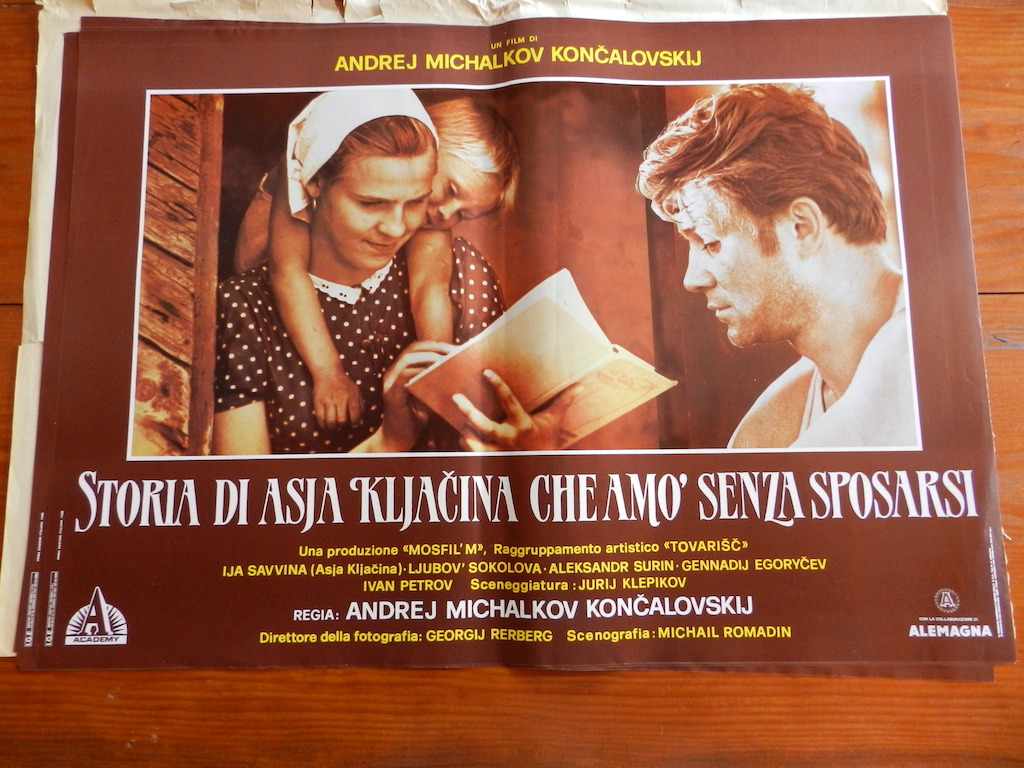 UN FILM DI
ANDREJ MICHALKOV KONČALOVSKIJ
STORIA DI ASJA KLJAČINA CHE AMO' SENZA SPOSARSI
Una produzione «MOSFIL'M», Raggruppamento artistico «TOVARIŠČ»
IJA SAVVINA (Asja Kljačina)·LJUBOV' SOKOLOVA·ALEKSANDR SURIN·GENNADIJ EGORYČEV
IVAN PETROV Sceneggiatura: JURIJ KLEPIKOV
REGIA: ANDREJ MICHALKOV KONČALOVSKIJ
Direttore della fotografia: GEORGIJ RERBERG Scenografia: MICHAIL ROMADIN
ACADEMY
CON LA COLLABORAZIONE DI
ALEMAGNA